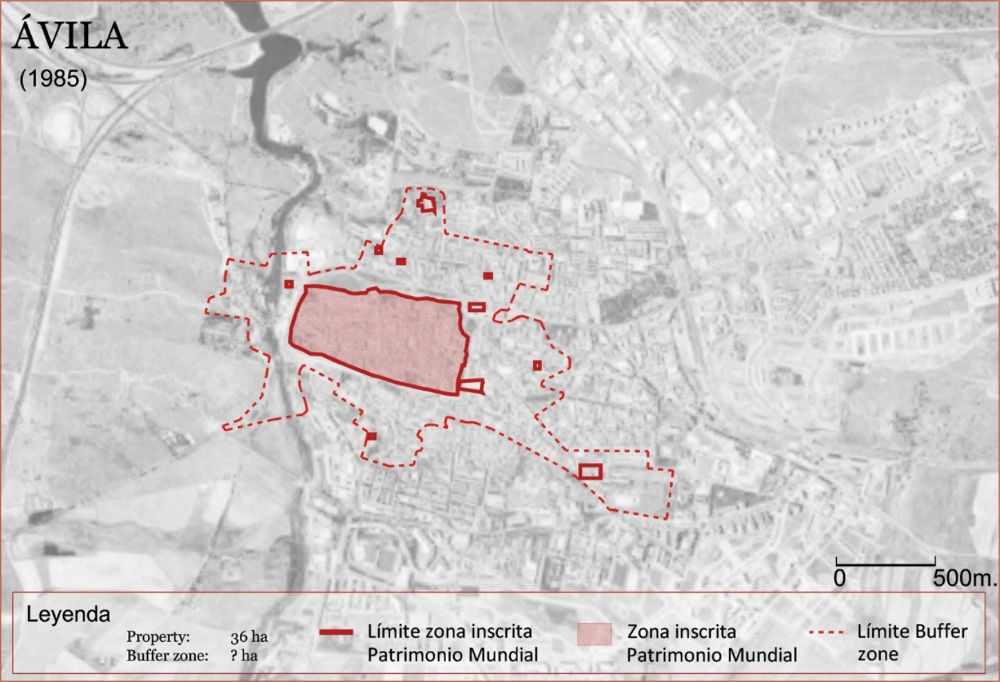 ÁVILA
(1985)
0 500m.
Leyenda
Property: 36 ha
Buffer zone: ? ha
Límite zona inscrita
Patrimonio Mundial
Zona inscrita
Patrimonio Mundial
Límite Buffer
zone